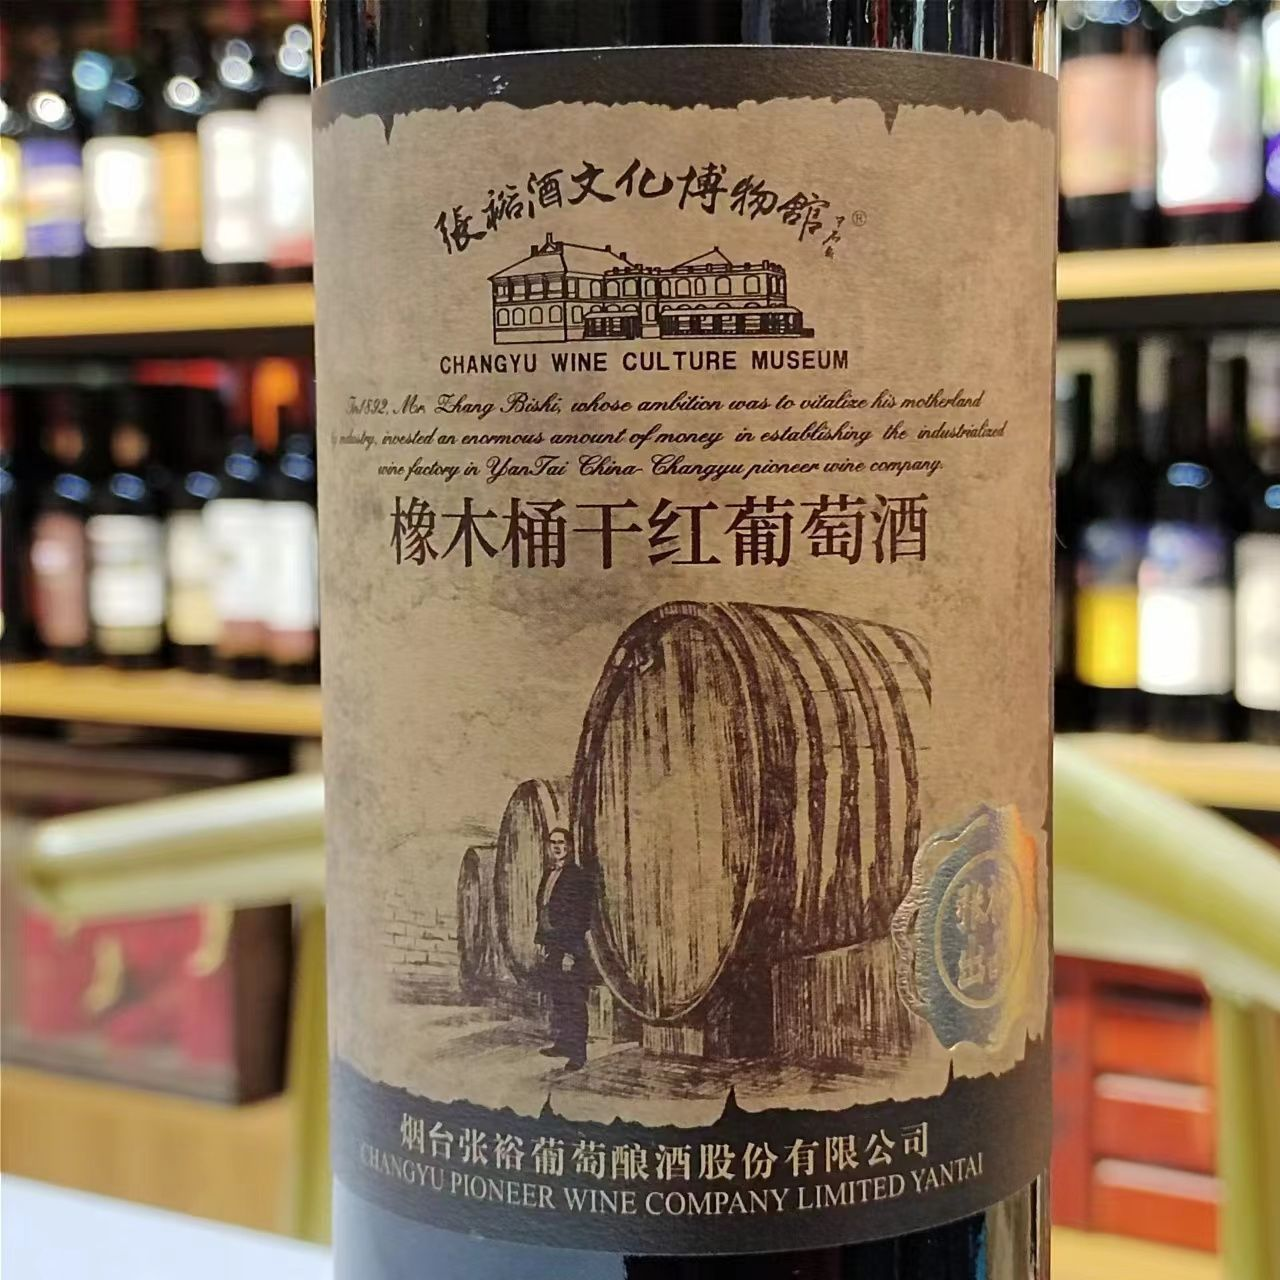 張裕酒文化博物館
®
CHANGYU WINE CULTURE MUSEUM
In 1892, Mr. Zhang Bishi, whose ambition was to vitalize his motherland
by industry, invested an enormous amount of money in establishing the industrialized
wine factory in YanTai China- Changyu pioneer wine company.
橡木桶干红葡萄酒
烟台张裕葡萄酿酒股份有限公司
CHANGYU PIONEER WINE COMPANY LIMITED YANTAI